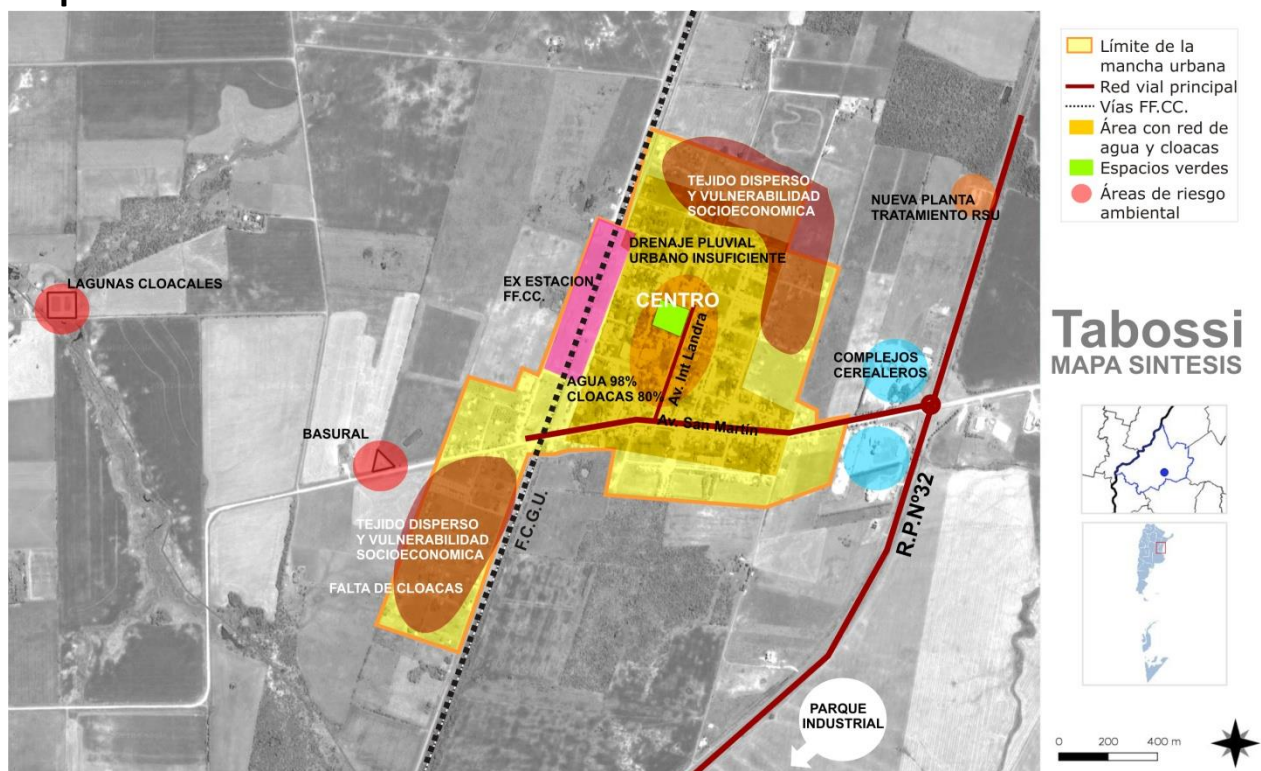 Límite de la
mancha urbana
Red vial principal
Vías FF.CC.
Área con red de
agua y cloacas
Espacios verdes
Áreas de riesgo
ambiental
TEJIDO DISPERSO
Y VULNERABILIDAD
SOCIOECONOMICA
NUEVA PLANTA
TRATAMIENTO RSU
DRENAJE PLUVIAL
URBANO INSUFICIENTE
EX ESTACION
FF.CC.
LAGUNAS CLOACALES
CENTRO
Av. Int Landra
COMPLEJOS
CEREALEROS
AGUA 98%
CLOACAS 80%
Av. San Martín
BASURAL
R.P.Nº32
F.C.G.U.
TEJIDO DISPERSO
Y VULNERABILIDAD
SOCIOECONOMICA
FALTA DE CLOACAS
PARQUE
INDUSTRIAL
Tabossi
MAPA SINTESIS
0 200 400 m